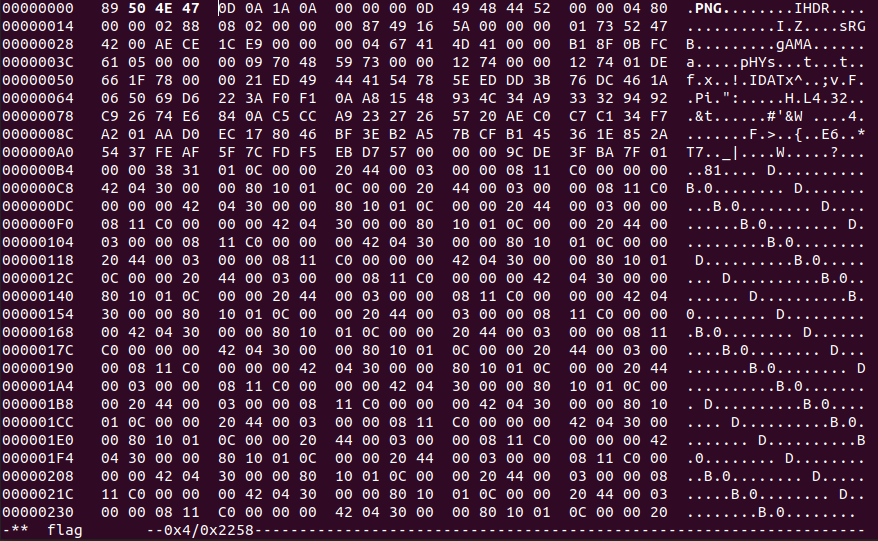 00000000 89 50 4E 47 0D 0A 1A 0A 00 00 00 0D 49 48 44 52 00 00 04 80 .PNG........IHDR....
00000014 00 00 02 88 08 02 00 00 00 87 49 16 5A 00 00 00 01 73 52 47 ..........I.Z....sRG
00000028 42 00 AE CE 1C E9 00 00 00 04 67 41 4D 41 00 00 B1 8F 0B FC B.........gAMA......
0000003C 61 05 00 00 00 09 70 48 59 73 00 00 12 74 00 00 12 74 01 DE a.....pHYs...t...t..
00000050 66 1F 78 00 00 21 ED 49 44 41 54 78 5E ED DD 3B 76 DC 46 1A f.x..!.IDATx^..;v.F.
00000064 06 50 69 D6 22 3A F0 F1 0A A8 15 48 93 4C 34 A9 33 32 94 92 .Pi.":.....H.L4.32..
00000078 C9 26 74 E6 84 0A C5 CC A9 23 27 26 57 20 AE C0 C7 C1 34 F7 .&t......#'&W ....4.
0000008C A2 01 AA D0 EC 17 80 46 BF 3E B2 A5 7B CF B1 45 36 1E 85 2A .......F.>..{..E6..*
000000A0 54 37 FE AF 5F 7C FD F5 EB D7 57 00 00 00 9C DE 3F BA 7F 01 T7.._|....W.....?...
000000B4 00 00 38 31 01 0C 00 00 20 44 00 03 00 00 08 11 C0 00 00 00 ..81.... D..........
000000C8 42 04 30 00 00 80 10 01 0C 00 00 20 44 00 03 00 00 08 11 C0 B.0........ D.......
000000DC 00 00 00 42 04 30 00 00 80 10 01 0C 00 00 20 44 00 03 00 00 ...B.0........ D....
000000F0 08 11 C0 00 00 00 42 04 30 00 00 80 10 01 0C 00 00 20 44 00 ......B.0........ D.
00000104 03 00 00 08 11 C0 00 00 00 42 04 30 00 00 80 10 01 0C 00 00 .........B.0........
00000118 20 44 00 03 00 00 08 11 C0 00 00 00 42 04 30 00 00 80 10 01  D..........B.0.....
0000012C 0C 00 00 20 44 00 03 00 00 08 11 C0 00 00 00 42 04 30 00 00 ... D..........B.0..
00000140 80 10 01 0C 00 00 20 44 00 03 00 00 08 11 C0 00 00 00 42 04 ...... D..........B.
00000154 30 00 00 80 10 01 0C 00 00 20 44 00 03 00 00 08 11 C0 00 00 0........ D.........
00000168 00 42 04 30 00 00 80 10 01 0C 00 00 20 44 00 03 00 00 08 11 .B.0........ D......
0000017C C0 00 00 00 42 04 30 00 00 80 10 01 0C 00 00 20 44 00 03 00 ....B.0........ D...
00000190 00 08 11 C0 00 00 00 42 04 30 00 00 80 10 01 0C 00 00 20 44 .......B.0........ D
000001A4 00 03 00 00 08 11 C0 00 00 00 42 04 30 00 00 80 10 01 0C 00 ..........B.0.......
000001B8 00 20 44 00 03 00 00 08 11 C0 00 00 00 42 04 30 00 00 80 10 . D..........B.0....
000001CC 01 0C 00 00 20 44 00 03 00 00 08 11 C0 00 00 00 42 04 30 00 .... D..........B.0.
000001E0 00 80 10 01 0C 00 00 20 44 00 03 00 00 08 11 C0 00 00 00 42 ....... D..........B
000001F4 04 30 00 00 80 10 01 0C 00 00 20 44 00 03 00 00 08 11 C0 00 .0........ D........
00000208 00 00 42 04 30 00 00 80 10 01 0C 00 00 20 44 00 03 00 00 08 ..B.0........ D.....
0000021C 11 C0 00 00 00 42 04 30 00 00 80 10 01 0C 00 00 20 44 00 03 .....B.0........ D..
00000230 00 00 08 11 C0 00 00 00 42 04 30 00 00 80 10 01 0C 00 00 20 ........B.0........
-** flag --0x4/0x2258--------------------------------------------------------------------